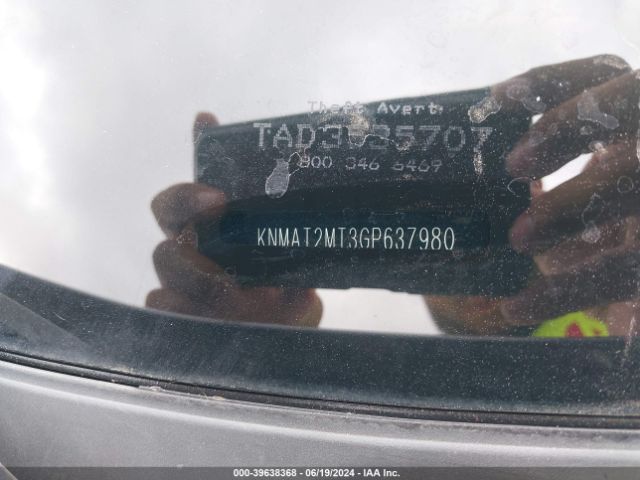 Theft Avert
800 346 8469
KNMAT2MT3GP637980
000-39638368 | 06/19/2024 - IAA Inc.